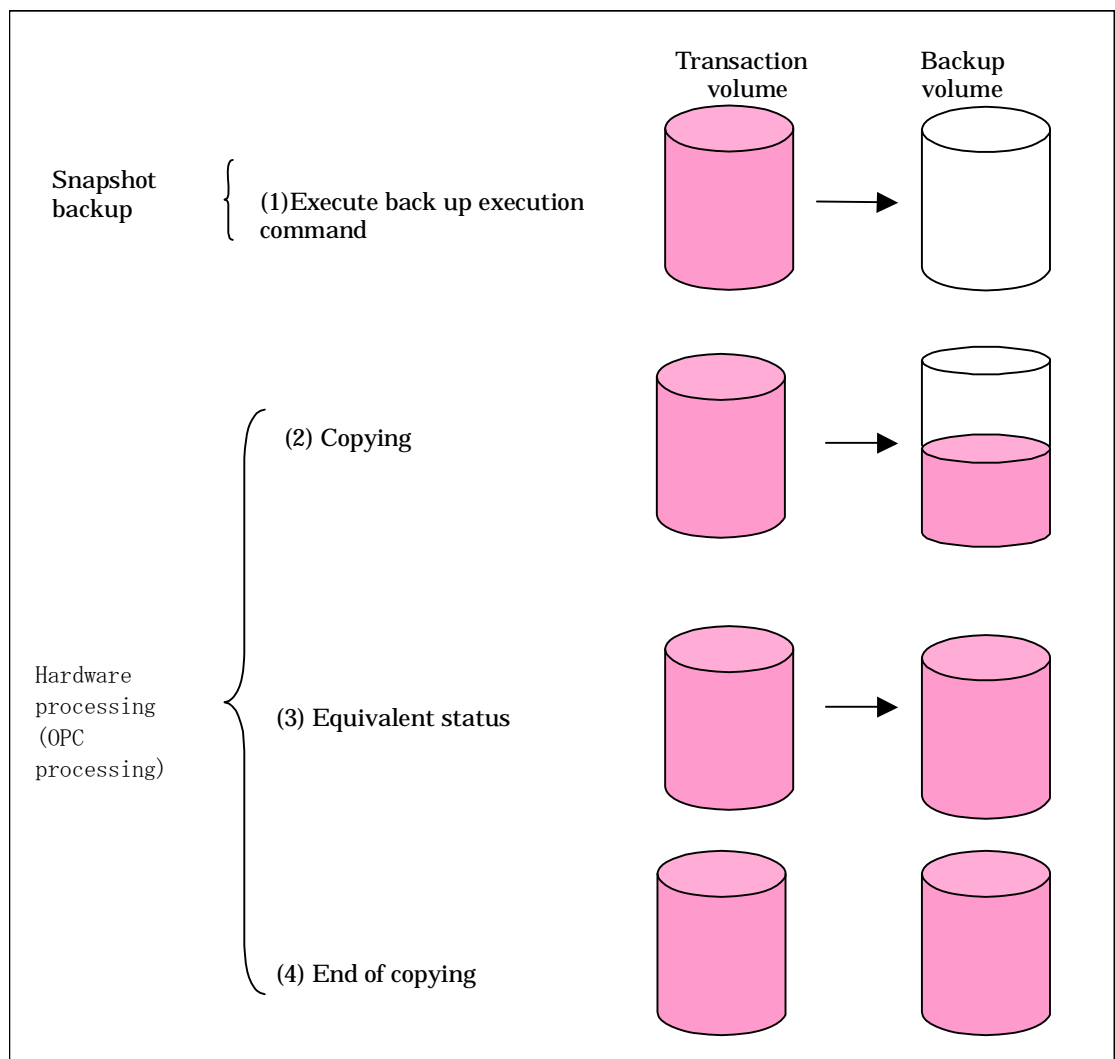 Transaction
volume
Backup
volume
Snapshot
backup
(1)Execute back up execution
command
(2) Copying
Hardware
processing
(OPC
processing)
(3) Equivalent status
(4) End of copying